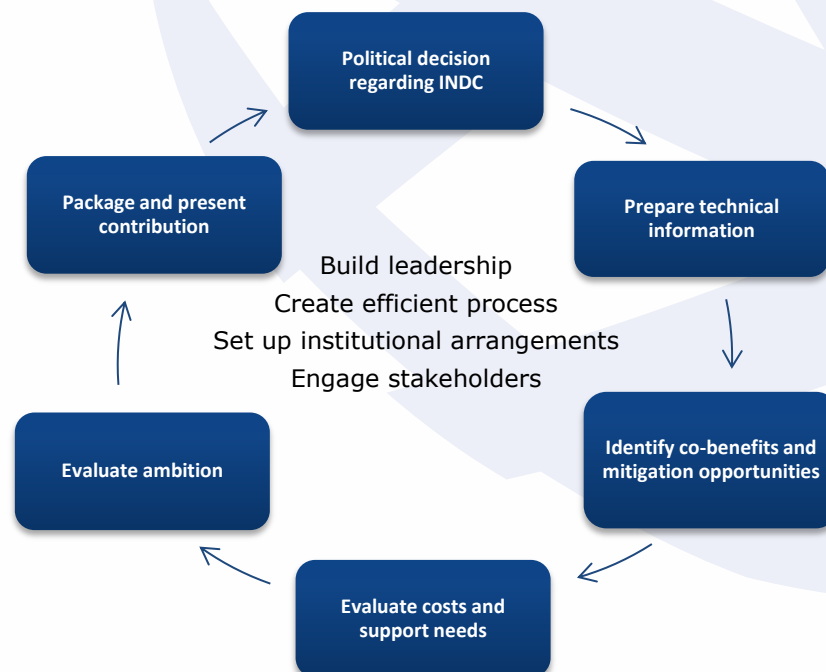 Political decision
regarding INDC
Package and present
contribution
Prepare technical
information
Build leadership
Create efficient process
Set up institutional arrangements
Engage stakeholders
Evaluate ambition
Identify co-benefits and
mitigation opportunities
Evaluate costs and
support needs